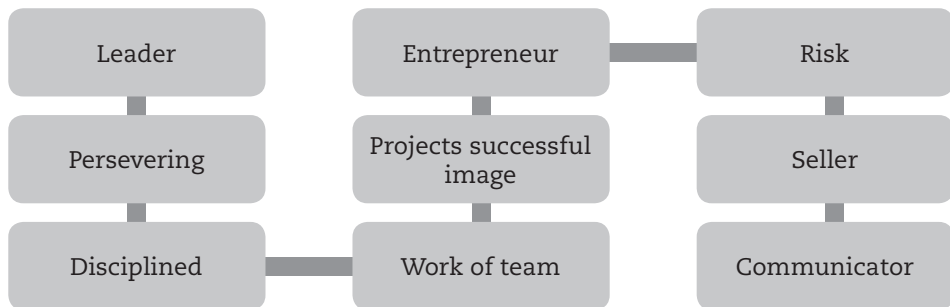 Leader
Entrepreneur
Risk
Persevering
Projects successful
image
Seller
Disciplined
Work of team
Communicator